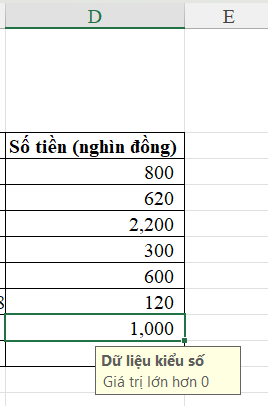 D E
Số tiền (nghìn đồng)
800
620
2,200
300
600
8 120
1,000
Dữ liệu kiểu số
Giá trị lớn hơn 0